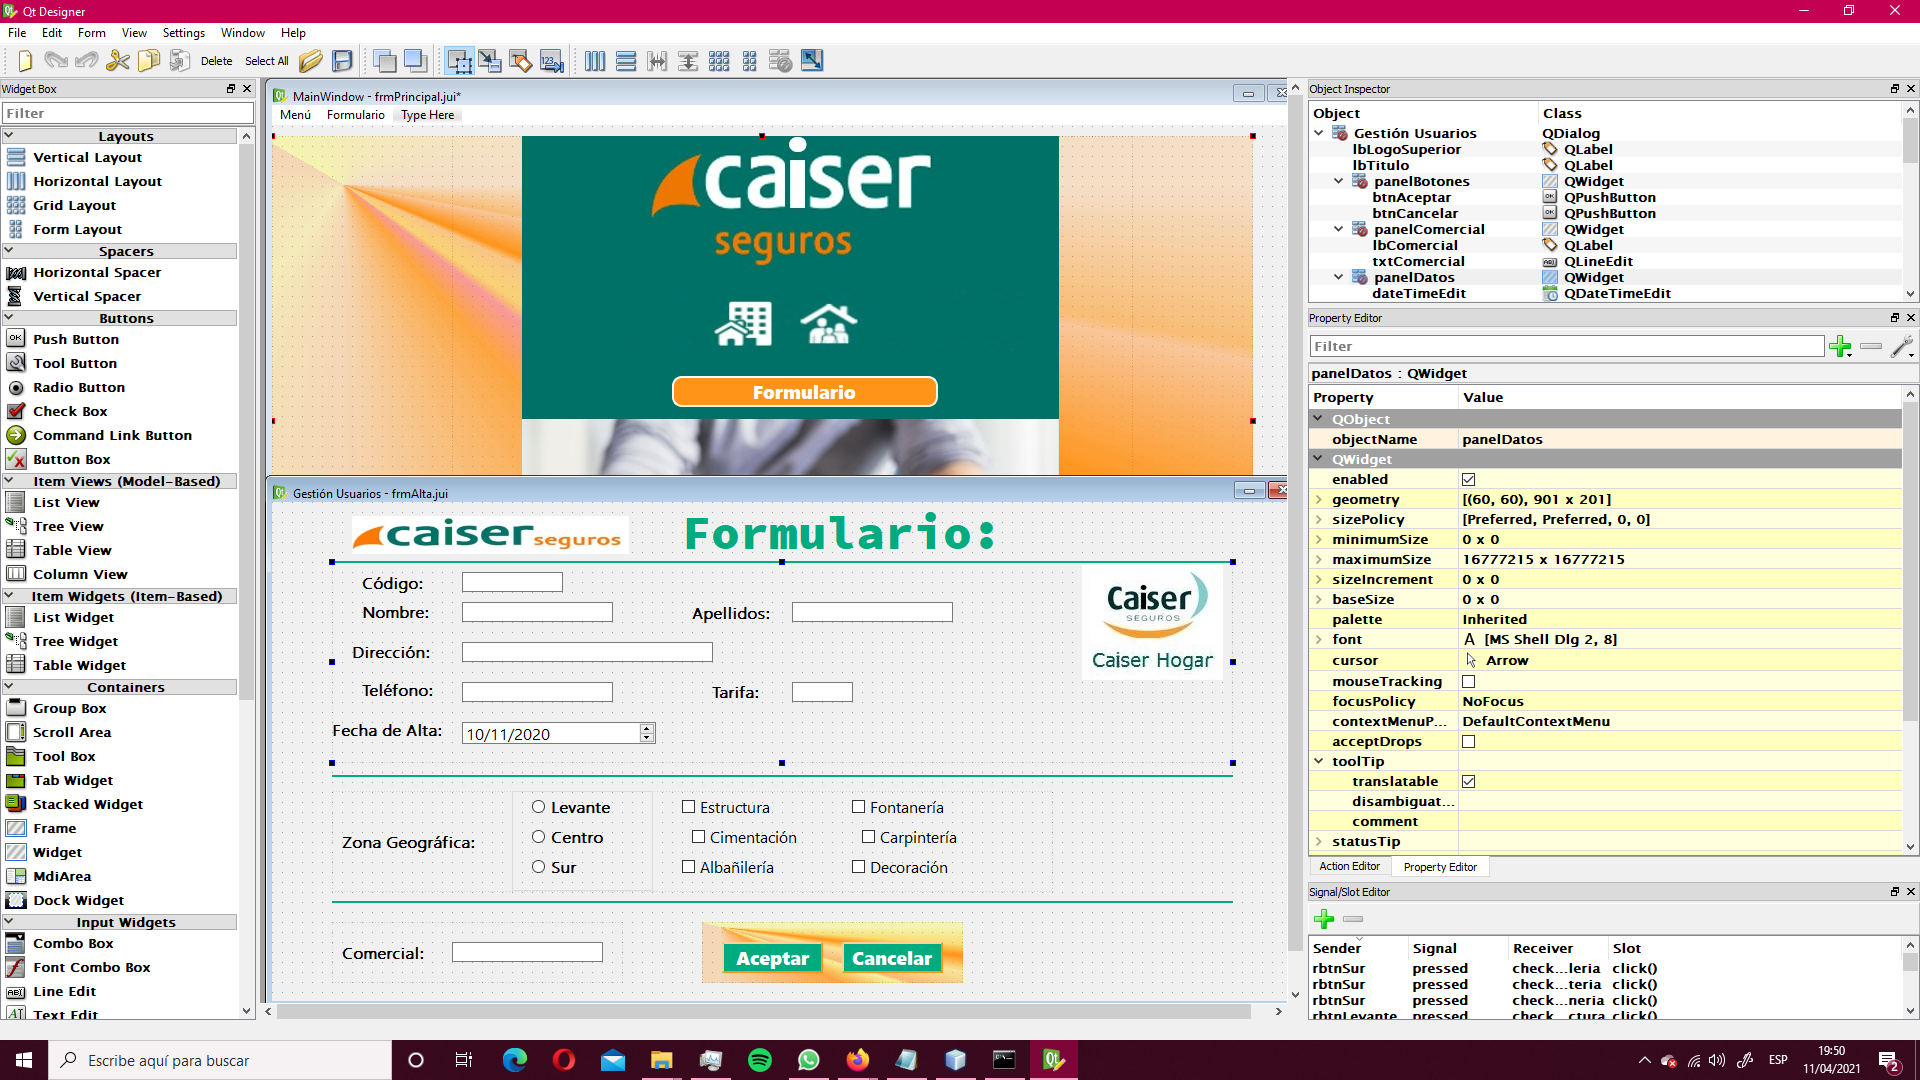 Qt Designer
File Edit Form View Settings Window Help
Delete Select All
Widget Box
Filter
Layouts
Vertical Layout
Horizontal Layout
Grid Layout
Form Layout
Spacers
Horizontal Spacer
Vertical Spacer
Buttons
Push Button
Tool Button
Radio Button
Check Box
Command Link Button
Button Box
Item Views (Model-Based)
List View
Tree View
Table View
Column View
Item Widgets (Item-Based)
List Widget
Tree Widget
Table Widget
Containers
Group Box
Scroll Area
Tool Box
Tab Widget
Stacked Widget
Frame
Widget
MdiArea
Dock Widget
Input Widgets
Combo Box
Font Combo Box
Line Edit
Text Edit
MainWindow - frmPrincipal.jui*
Menú Formulario Type Here
caiser
seguros
Formulario
Gestión Usuarios - frmAlta.jui
caiser seguros
Formulario:
Código:
Nombre:
Apellidos:
Dirección:
Teléfono:
Tarifa:
Fecha de Alta: 10/11/2020
Caiser
SEGUROS
Caiser Hogar
Zona Geográfica:
Levante
Centro
Sur
Estructura
Fontanería
Cimentación
Carpintería
Albañilería
Decoración
Comercial:
Aceptar
Cancelar
Object Inspector
Object Class
Gestión Usuarios QDialog
lbLogoSuperior QLabel
lbTitulo QLabel
panelBotones QWidget
btnAceptar QPushButton
btnCancelar QPushButton
panelComercial QWidget
lbComercial QLabel
txtComercial QLineEdit
panelDatos QWidget
dateTimeEdit QDateTimeEdit
Property Editor
Filter
panelDatos : QWidget
Property Value
QObject
objectName panelDatos
QWidget
enabled
geometry [(60, 60), 901 x 201]
sizePolicy [Preferred, Preferred, 0, 0]
minimumSize 0 x 0
maximumSize 16777215 x 16777215
sizeIncrement 0 x 0
baseSize 0 x 0
palette Inherited
font A [MS Shell Dlg 2, 8]
cursor Arrow
mouseTracking
focusPolicy NoFocus
contextMenuP... DefaultContextMenu
acceptDrops
toolTip
translatable
disambiguat...
comment
statusTip
Action Editor Property Editor
Signal/Slot Editor
Sender Signal Receiver Slot
rbtnSur pressed check...leria click()
rbtnSur pressed check...teria click()
rbtnSur pressed check...neria click()
rbtnLevante pressed check...ctura click()
Escribe aquí para buscar
ESP
19:50
11/04/2021
2